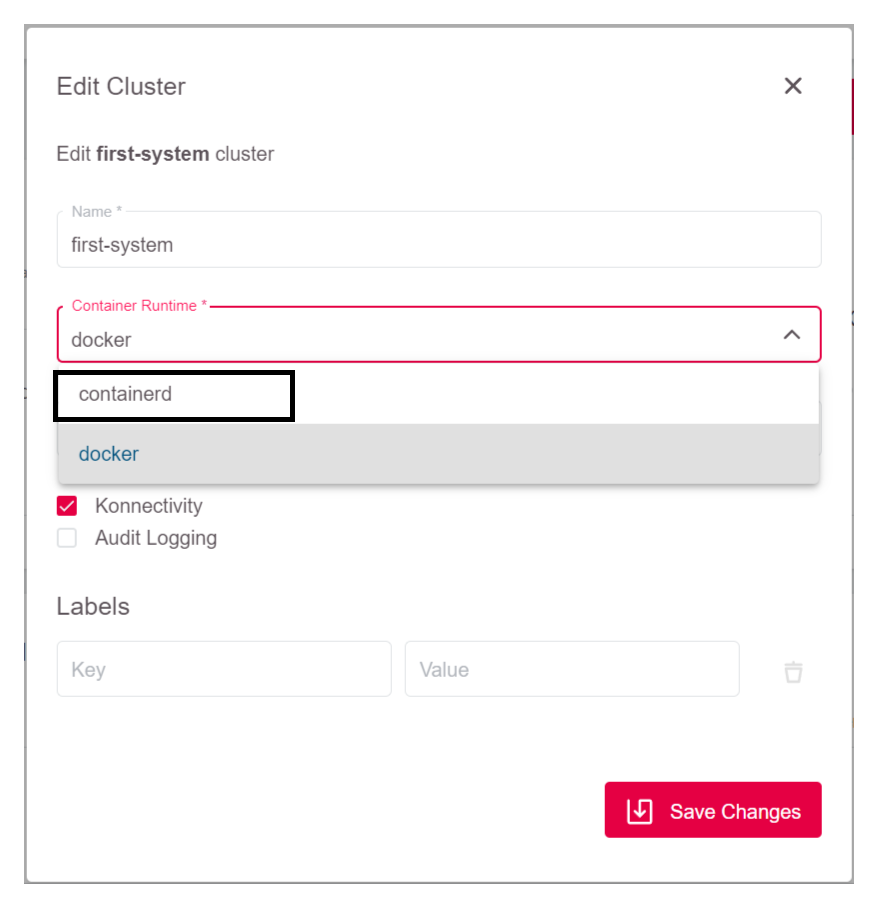 Edit Cluster
Edit first-system cluster
Name *
first-system
Container Runtime *
docker
containerd
docker
Konnectivity
Audit Logging
Labels
Key Value
Save Changes